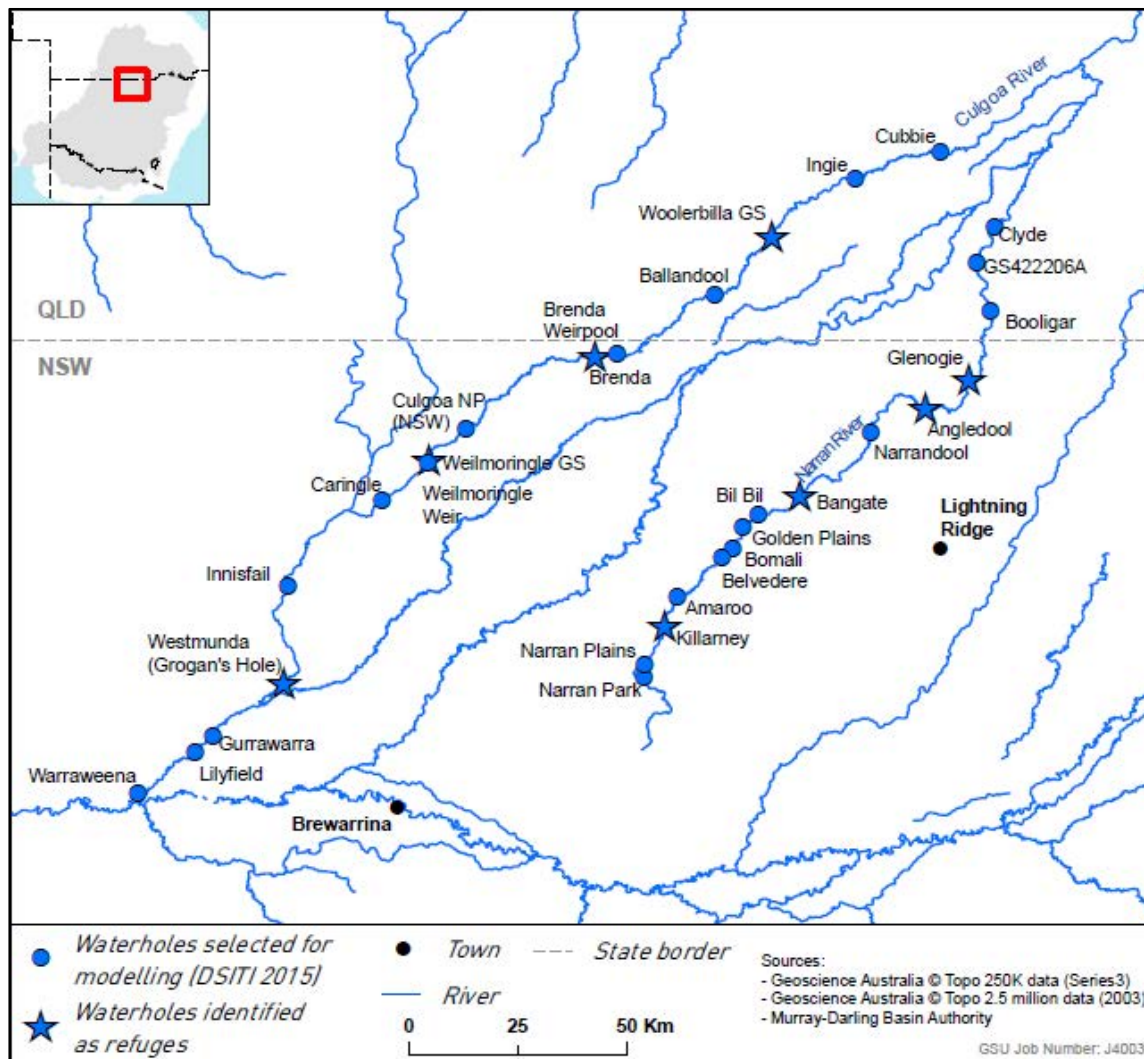 Culgoa River
Cubbie
Ingie
Woolerbilla GS
Clyde
GS422206A
Ballandool
QLD
Booligar
Brenda
Weirpool
NSW
Brenda
Glenogie
Culgoa NP
(NSW)
Angledool
Narran River
Narrandool
Weilmoringle GS
Caringle
Weilmoringle
Weir
Bil Bil
Bangate
Lightning
Ridge
Golden Plains
Bomali
Belvedere
Innisfail
Amaroo
Westmunda
(Grogan's Hole)
Killarney
Narran Plains
Narran Park
Gurrawarra
Lilyfield
Warraweena
Brewarrina
Waterholes selected for
modelling (DSITI 2015)
Waterholes identified
as refuges
Town
State border
River
0 25 50 Km
Sources:
- Geoscience Australia © Topo 250K data (Series3)
- Geoscience Australia © Topo 2.5 million data (2003)
- Murray-Darling Basin Authority
GSU Job Number: J4003